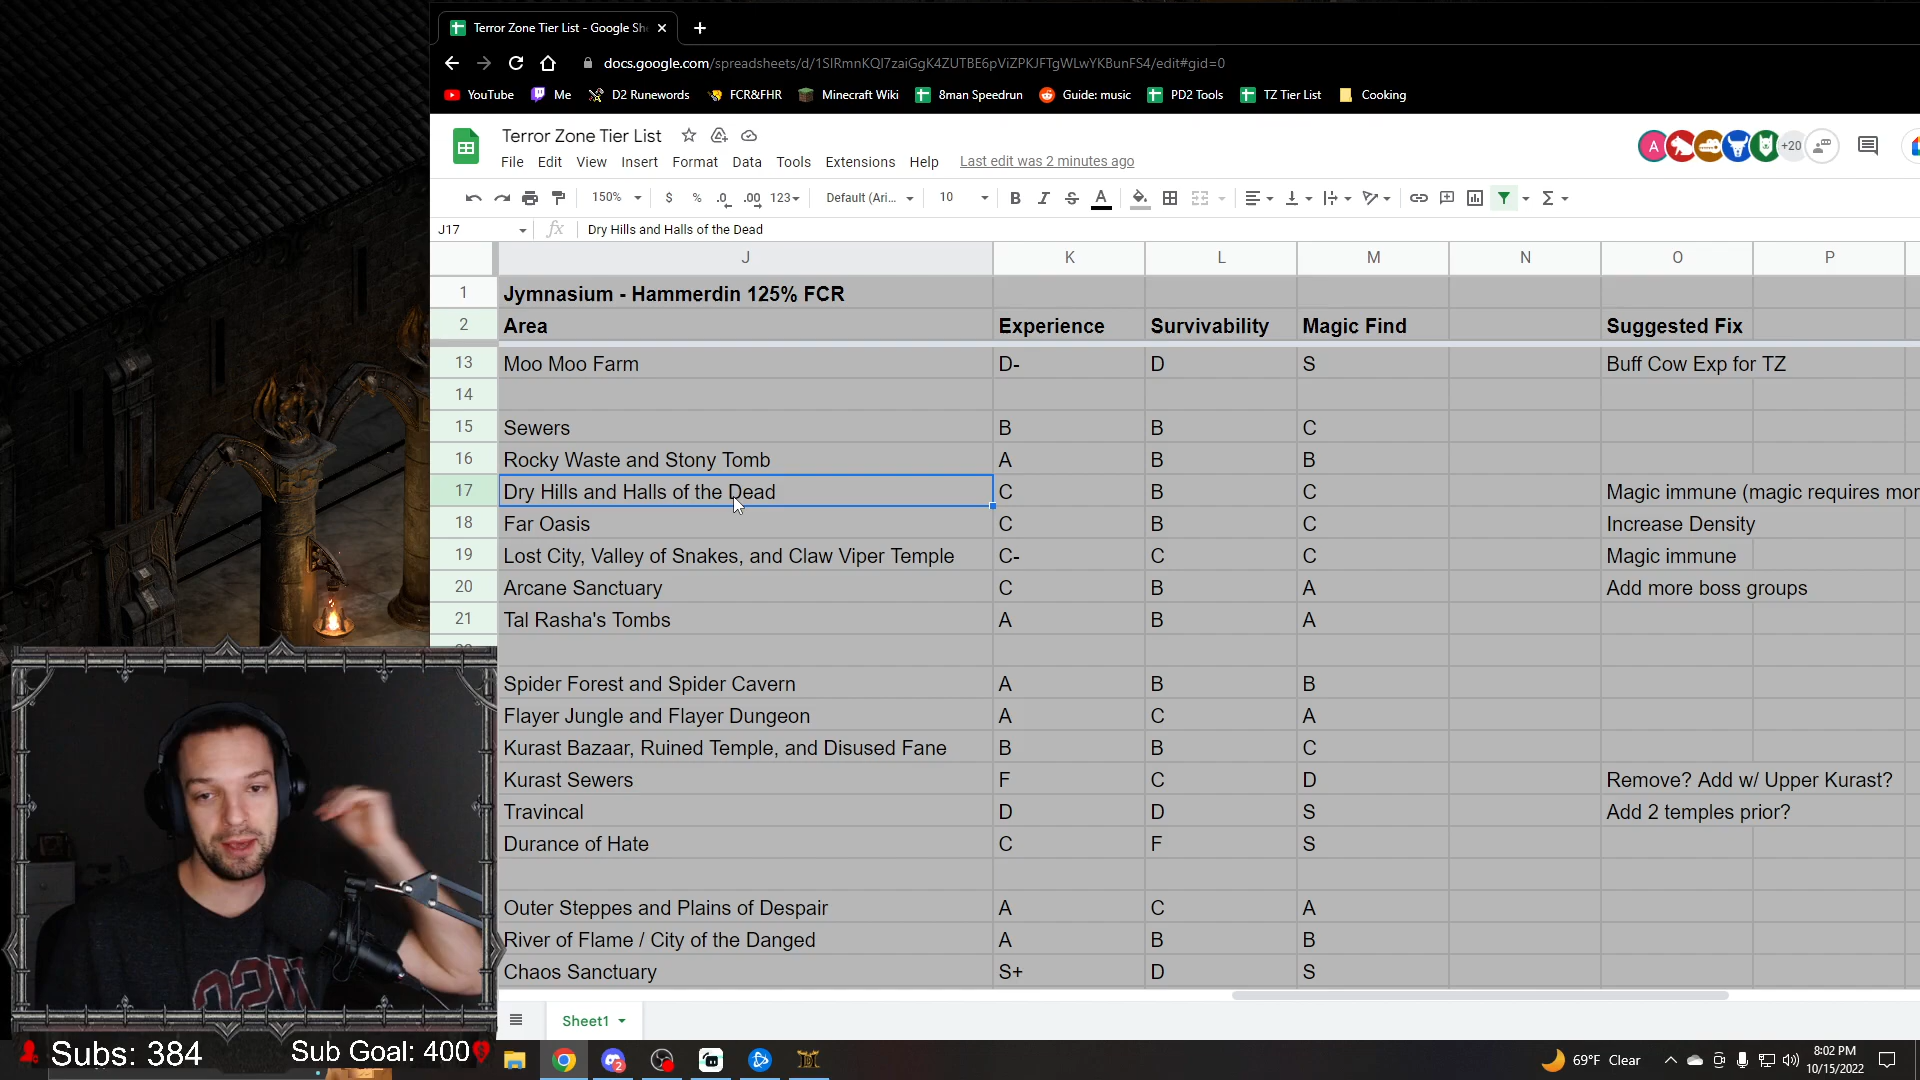 Terror Zone Tier List - Google She
docs.google.com/spreadsheets/d/1SIRmnKQI7zaiGgK4ZUTBE6pViZPKJFTgWLwYKBunFS4/edit#gid=0
YouTube Me D2 Runewords FCR&FHR Minecraft Wiki 8man Speedrun Guide: music PD2 Tools TZ Tier List Cooking
Terror Zone Tier List
A +20
File Edit View Insert Format Data Tools Extensions Help Last edit was 2 minutes ago
150% $ % .0 .00 123 Default (Ari... 10 B I S A
J17 fx Dry Hills and Halls of the Dead
J K L M N O P
1 Jymnasium - Hammerdin 125% FCR
2 Area Experience Survivability Magic Find Suggested Fix
13 Moo Moo Farm D- D S Buff Cow Exp for TZ
14
15 Sewers B B C
16 Rocky Waste and Stony Tomb A B B
17 Dry Hills and Halls of the Dead C B C Magic immune (magic requires mor
18 Far Oasis C B C Increase Density
19 Lost City, Valley of Snakes, and Claw Viper Temple C- C C Magic immune
20 Arcane Sanctuary C B A Add more boss groups
21 Tal Rasha's Tombs A B A
Spider Forest and Spider Cavern A B B
Flayer Jungle and Flayer Dungeon A C A
Kurast Bazaar, Ruined Temple, and Disused Fane B B C
Kurast Sewers F C D Remove? Add w/ Upper Kurast?
Travincal D D S Add 2 temples prior?
Durance of Hate C F S
Outer Steppes and Plains of Despair A C A
River of Flame / City of the Danged A B B
Chaos Sanctuary S+ D S
Sheet1
Subs: 384 Sub Goal: 400
2
69°F Clear
8:02 PM
10/15/2022